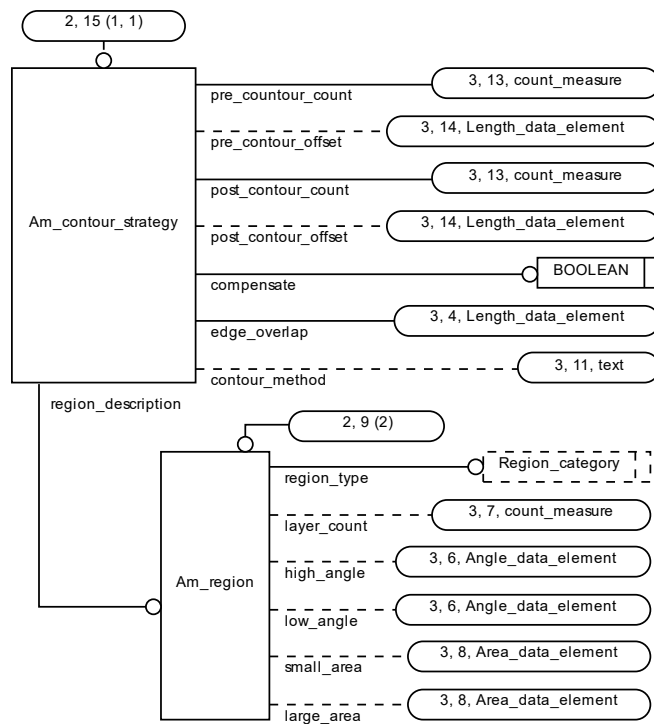 2, 15 (1, 1)
Am_contour_strategy
3, 13, count_measure
pre_countour_count
3, 14, Length_data_element
pre_contour_offset
3, 13, count_measure
post_contour_count
3, 14, Length_data_element
post_contour_offset
BOOLEAN
compensate
3, 4, Length_data_element
edge_overlap
3, 11, text
contour_method
region_description
2, 9 (2)
Am_region
Region_category
region_type
3, 7, count_measure
layer_count
3, 6, Angle_data_element
high_angle
3, 6, Angle_data_element
low_angle
3, 8, Area_data_element
small_area
3, 8, Area_data_element
large_area